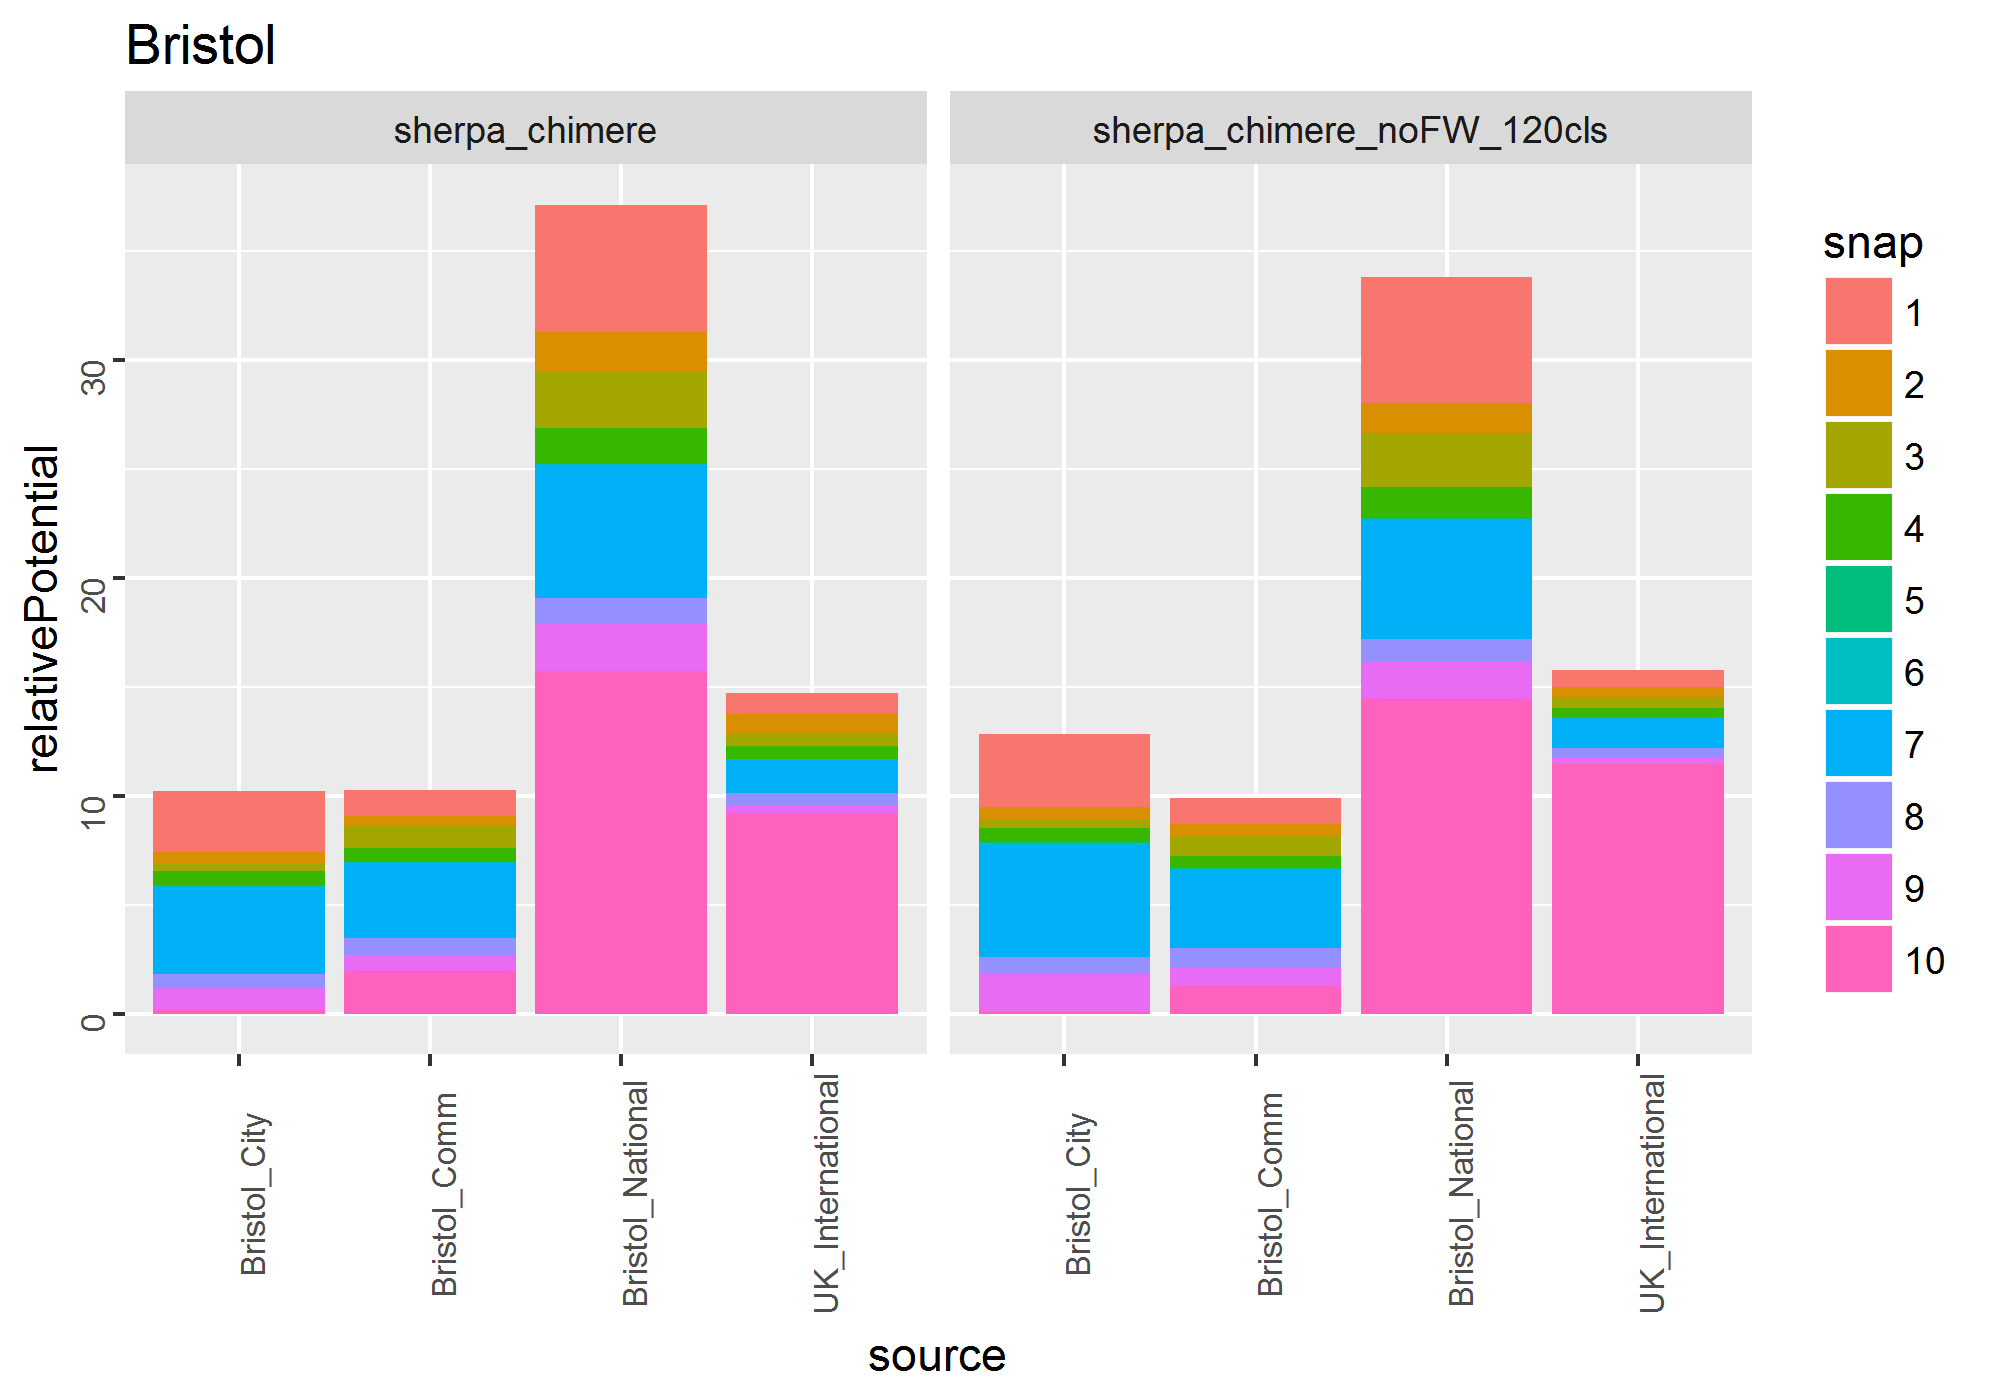 Bristol
sherpa_chimere
sherpa_chimere_noFW_120cls
relativePotential
30
20
10
0
Bristol_City
Bristol_Comm
Bristol_National
UK_International
Bristol_City
Bristol_Comm
Bristol_National
UK_International
source
snap
1
2
3
4
5
6
7
8
9
10